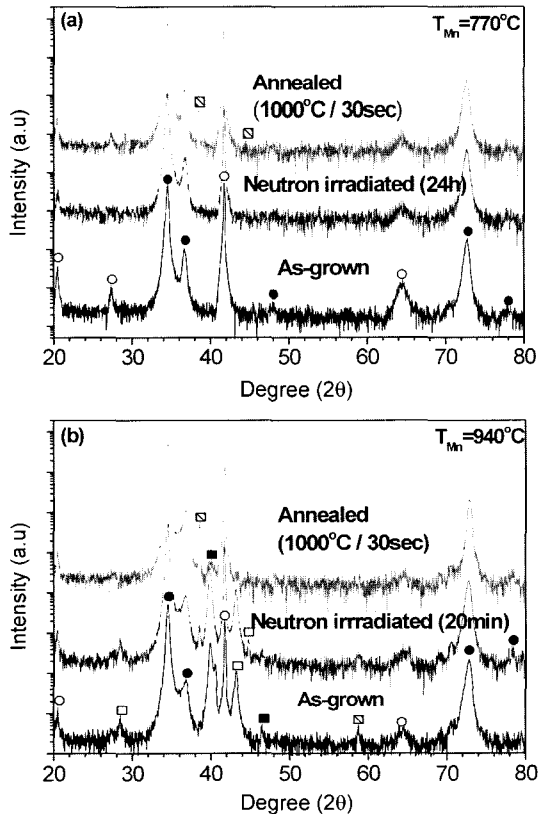 (a)
T_Mn=770°C
Annealed
(1000°C / 30sec)
Neutron irradiated (24h)
As-grown
Intensity (a.u)
20 30 40 50 60 70 80
Degree (2θ)
(b)
T_Mn=940°C
Annealed
(1000°C / 30sec)
Neutron irrradiated (20min)
As-grown
Intensity (a.u)
20 30 40 50 60 70 80
Degree (2θ)